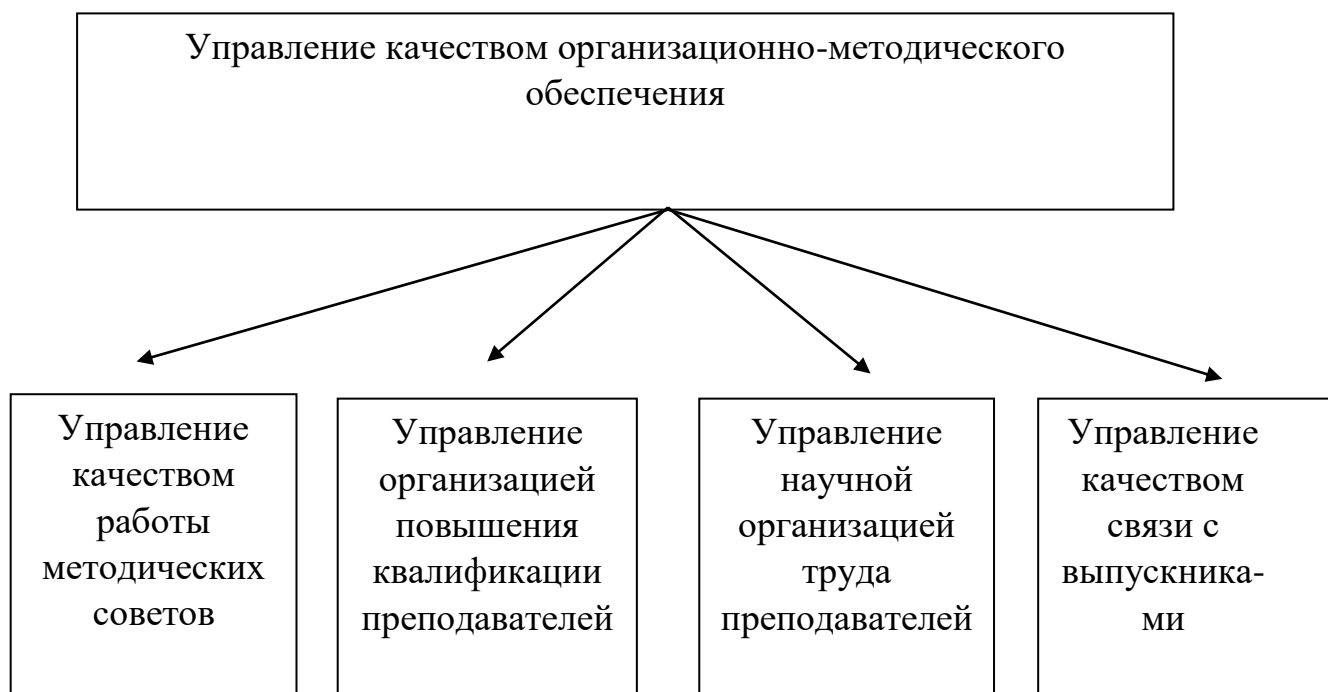 Управление качеством организационно-методического
обеспечения
Управление
качеством
работы
методических
советов
Управление
организацией
повышения
квалификации
преподавателей
Управление
научной
организацией
труда
преподавателей
Управление
качеством
связи с
выпускника-
ми